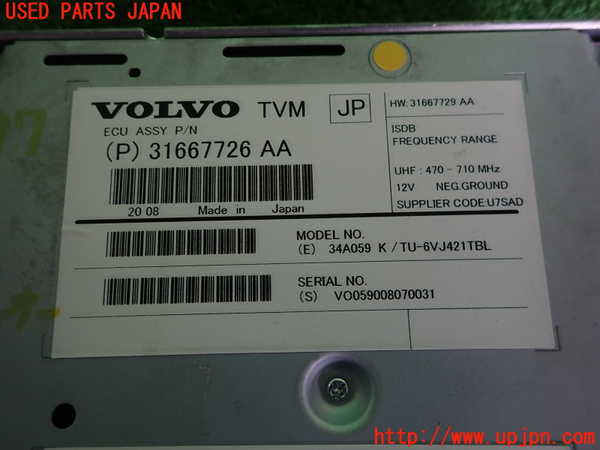 USED PARTS JAPAN
VOLVO TVM JP
ECU ASSY P/N
(P) 31667726 AA
20 08 Made in Japan
HW: 31667729 AA
ISDB
FREQUENCY RANGE
UHF : 470 - 710 MHz
12V NEG.GROUND
SUPPLIER CODE:U7SAD
MODEL NO.
(E) 34A059 K / TU-6VJ421TBL
SERIAL NO.
(S) VO059008070031
http://www.upjpn.com/